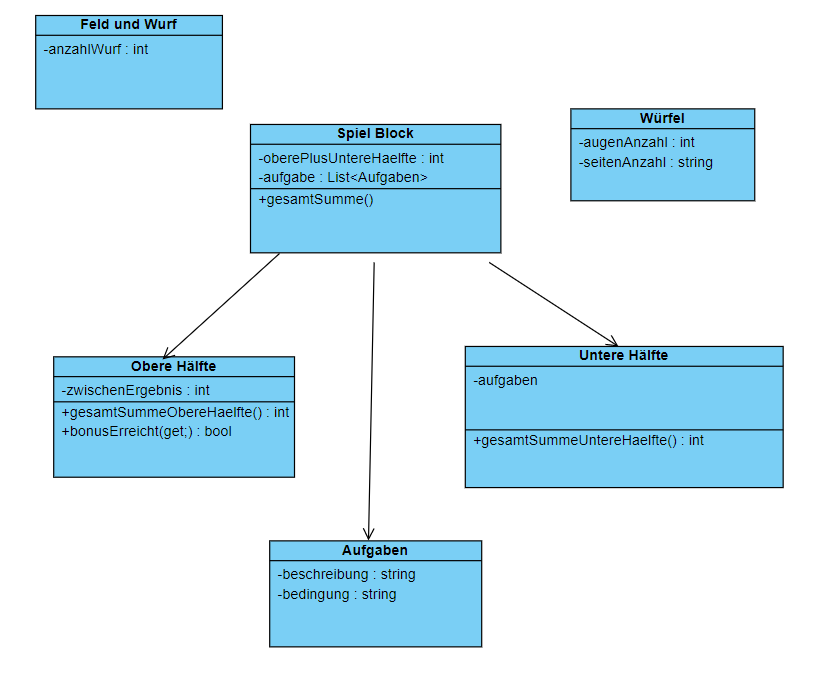 Feld und Wurf
-anzahlWurf : int
Spiel Block
-oberePlusUntereHaelfte : int
-aufgabe : List<Aufgaben>
+gesamtSumme()
Würfel
-augenAnzahl : int
-seitenAnzahl : string
Obere Hälfte
-zwischenErgebnis : int
+gesamtSummeObereHaelfte() : int
+bonusErreicht(get;) : bool
Untere Hälfte
-aufgaben
+gesamtSummeUntereHaelfte() : int
Aufgaben
-beschreibung : string
-bedingung : string